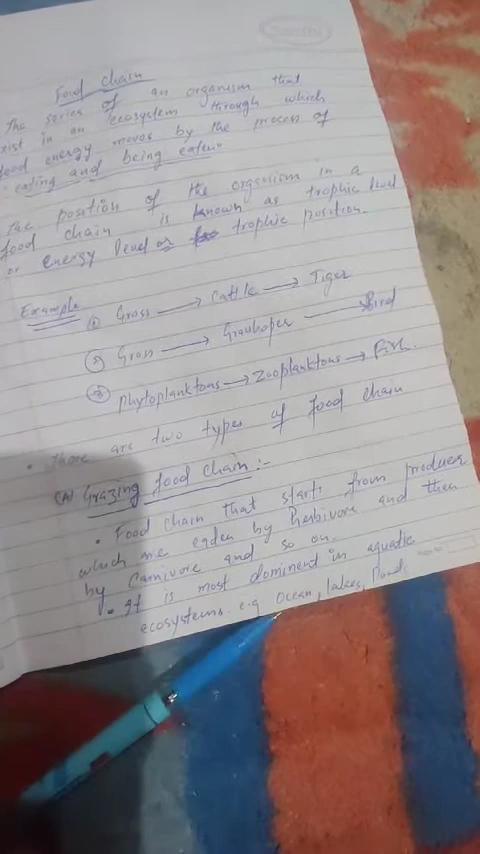 Food chain
The series of an organism that
xist in an ecosystem through which
food energy moves by the process of
"eating and being eaten"
The position of the organism in a
food chain is known as trophic level
or energy level or trophic position.
Example
① Grass → Cattle → Tiger
② Grass → Grashoper → Bird
③ Phytoplanktons → Zooplanktons → Fish.
• There are two types of food chain
(A) Grazing food chain :-
• Food chain that starts from producer
which are eaten by Herbivore and then
by Carnivore and so on.
• It is most dominent in aquatic
ecosystems. e.g Ocean, lakes, Pond.